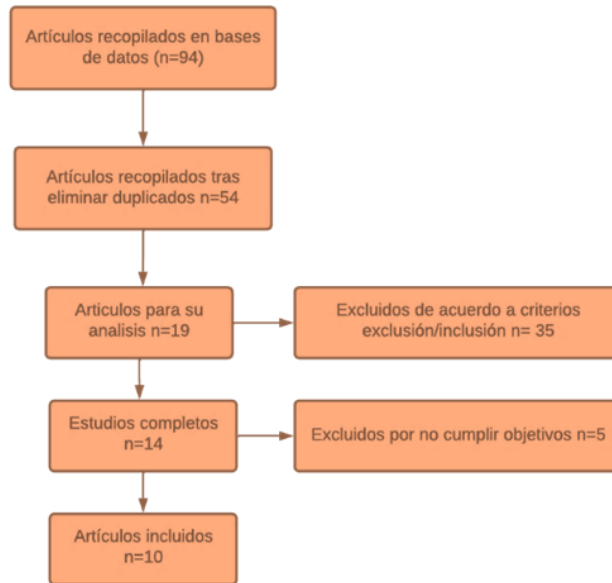 Artículos recopilados en bases
de datos (n=94)
Artículos recopilados tras
eliminar duplicados n=54
Articulos para su
analisis n=19
Excluidos de acuerdo a criterios
exclusión/inclusión n= 35
Estudios completos
n=14
Excluidos por no cumplir objetivos n=5
Artículos incluidos
n=10